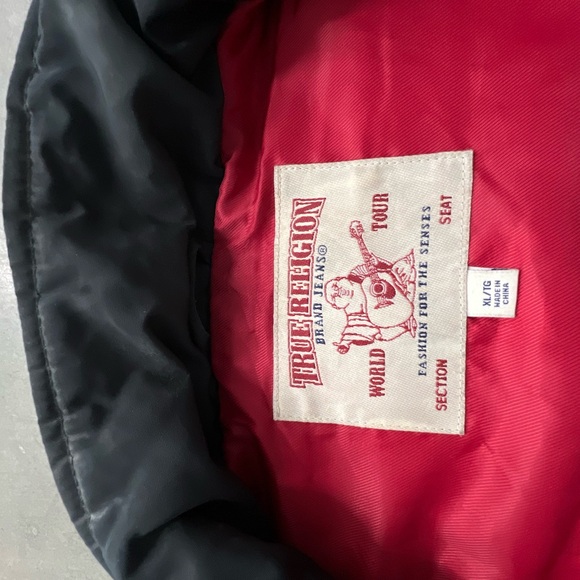 TRUE RELIGION
BRAND JEANS®
WORLD TOUR
FASHION FOR THE SENSES
SECTION SEAT
XL/TG
MADE IN
CHINA